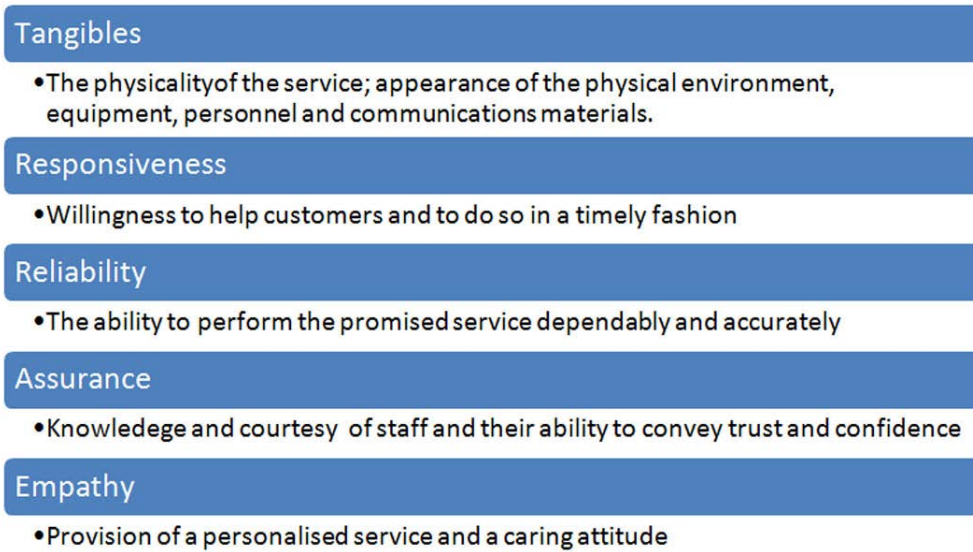 Tangibles
•The physicalityof the service; appearance of the physical environment,
equipment, personnel and communications materials.
Responsiveness
•Willingness to help customers and to do so in a timely fashion
Reliability
•The ability to perform the promised service dependably and accurately
Assurance
•Knowledege and courtesy of staff and their ability to convey trust and confidence
Empathy
•Provision of a personalised service and a caring attitude